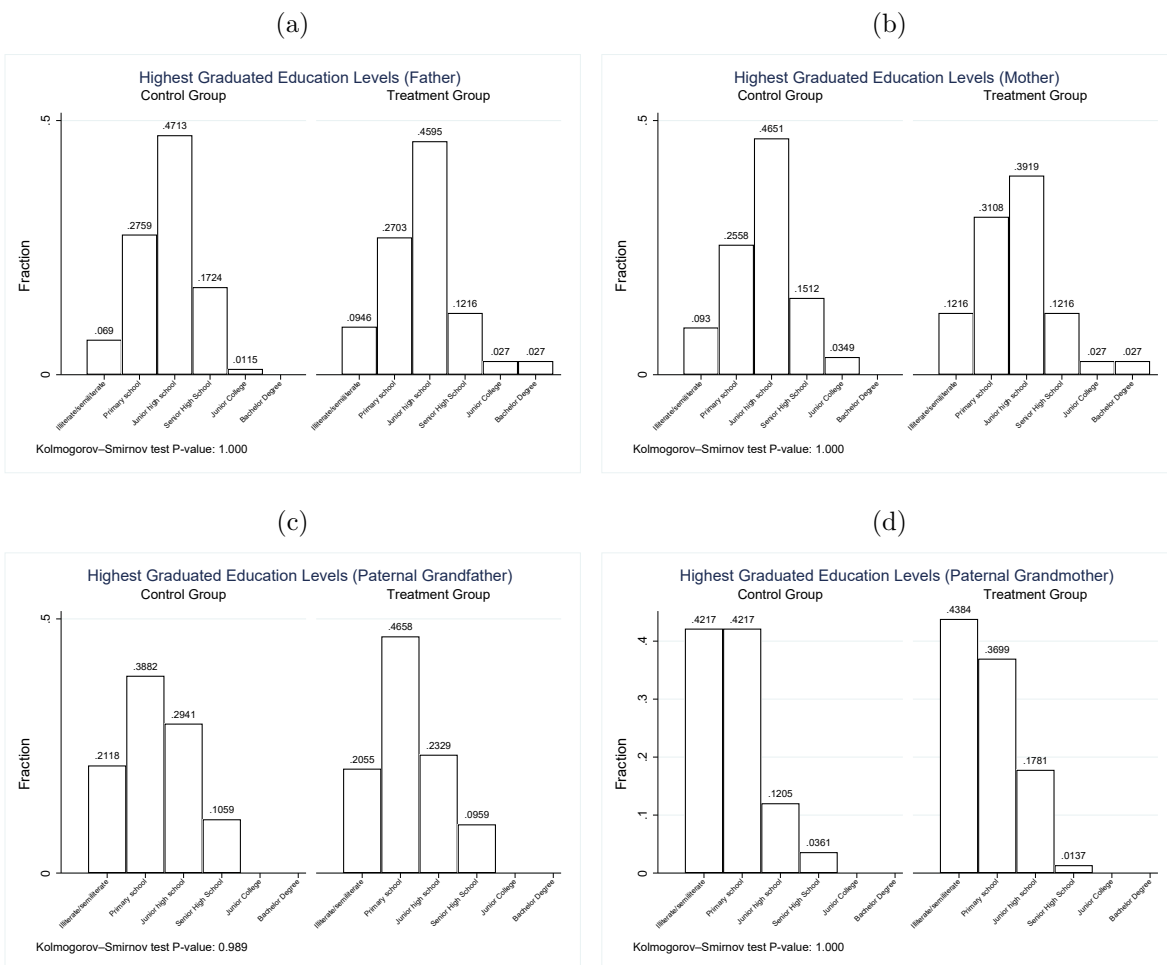 (a)
Highest Graduated Education Levels (Father)
Control Group
Treatment Group
Fraction
.5
0
.069
.2759
.4713
.1724
.0115
.0946
.2703
.4595
.1216
.027
.027
Illiterate/semiliterate
Primary school
Junior high school
Senior High School
Junior College
Bachelor Degree
Illiterate/semiliterate
Primary school
Junior high school
Senior High School
Junior College
Bachelor Degree
Kolmogorov–Smirnov test P-value: 1.000
(b)
Highest Graduated Education Levels (Mother)
Control Group
Treatment Group
Fraction
.5
0
.093
.2558
.4651
.1512
.0349
.1216
.3108
.3919
.1216
.027
.027
Illiterate/semiliterate
Primary school
Junior high school
Senior High School
Junior College
Bachelor Degree
Illiterate/semiliterate
Primary school
Junior high school
Senior High School
Junior College
Bachelor Degree
Kolmogorov–Smirnov test P-value: 1.000
(c)
Highest Graduated Education Levels (Paternal Grandfather)
Control Group
Treatment Group
Fraction
.5
0
.2118
.3882
.2941
.1059
.2055
.4658
.2329
.0959
Illiterate/semiliterate
Primary school
Junior high school
Senior High School
Junior College
Bachelor Degree
Illiterate/semiliterate
Primary school
Junior high school
Senior High School
Junior College
Bachelor Degree
Kolmogorov–Smirnov test P-value: 0.989
(d)
Highest Graduated Education Levels (Paternal Grandmother)
Control Group
Treatment Group
Fraction
.4
.3
.2
.1
0
.4217
.4217
.1205
.0361
.4384
.3699
.1781
.0137
Illiterate/semiliterate
Primary school
Junior high school
Senior High School
Junior College
Bachelor Degree
Illiterate/semiliterate
Primary school
Junior high school
Senior High School
Junior College
Bachelor Degree
Kolmogorov–Smirnov test P-value: 1.000